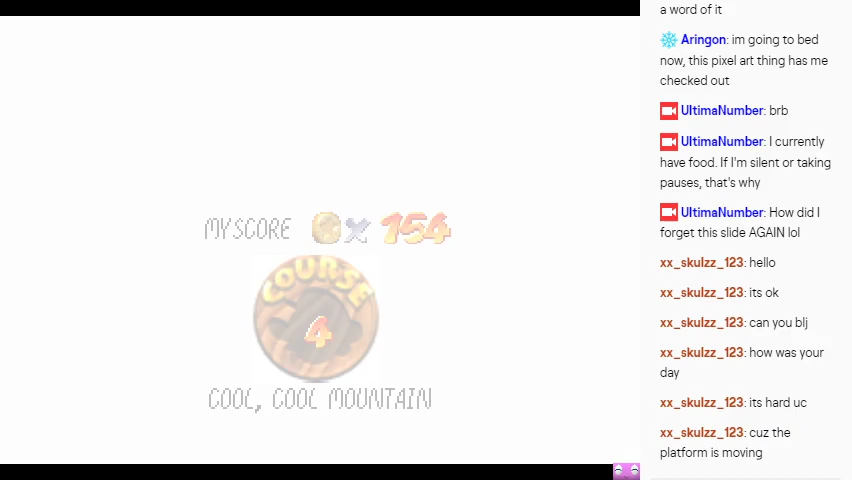 MY SCORE × 154
COURSE
4
COOL, COOL MOUNTAIN
a word of it
Aringon: im going to bed
now, this pixel art thing has me
checked out
UltimaNumber: brb
UltimaNumber: I currently
have food. If I'm silent or taking
pauses, that's why
UltimaNumber: How did I
forget this slide AGAIN lol
xx_skulzz_123: hello
xx_skulzz_123: its ok
xx_skulzz_123: can you blj
xx_skulzz_123: how was your
day
xx_skulzz_123: its hard uc
xx_skulzz_123: cuz the
platform is moving